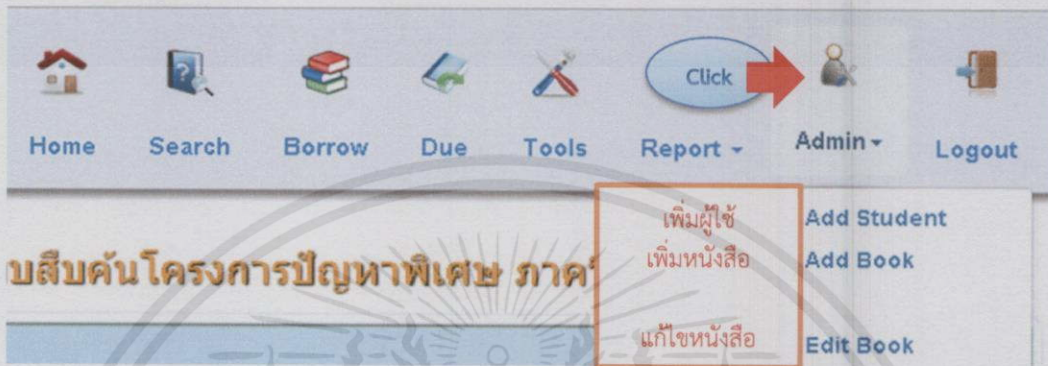 Click
Home Search Borrow Due Tools Report Admin Logout
เพิ่มผู้ใช้ Add Student
เพิ่มหนังสือ Add Book
บสืบค้นโครงการปัญหาพิเศษ ภาค
แก้ไขหนังสือ Edit Book